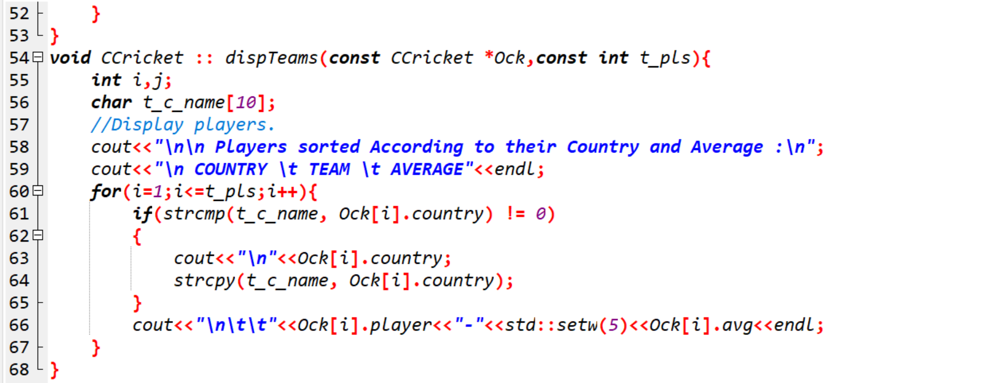 52 }
53 }
54 void CCricket :: dispTeams(const CCricket *Ock,const int t_pls){
55 int i,j;
56 char t_c_name[10];
57 //Display players.
58 cout<<"\n\n Players sorted According to their Country and Average :\n";
59 cout<<"\n COUNTRY \t TEAM \t AVERAGE"<<endl;
60 for(i=1;i<=t_pls;i++){
61 if(strcmp(t_c_name, Ock[i].country) != 0)
62 {
63 cout<<"\n"<<Ock[i].country;
64 strcpy(t_c_name, Ock[i].country);
65 }
66 cout<<"\n\t\t"<<Ock[i].player<<"-"<<std::setw(5)<<Ock[i].avg<<endl;
67 }
68 }